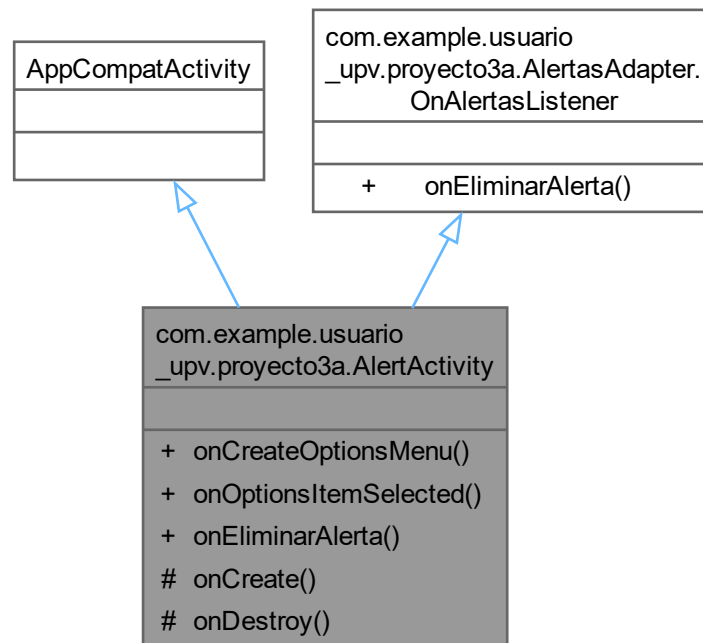 AppCompatActivity
com.example.usuario
_upv.proyecto3a.AlertasAdapter.
OnAlertasListener
+ onEliminarAlerta()
com.example.usuario
_upv.proyecto3a.AlertActivity
+ onCreateOptionsMenu()
+ onOptionsItemSelected()
+ onEliminarAlerta()
# onCreate()
# onDestroy()